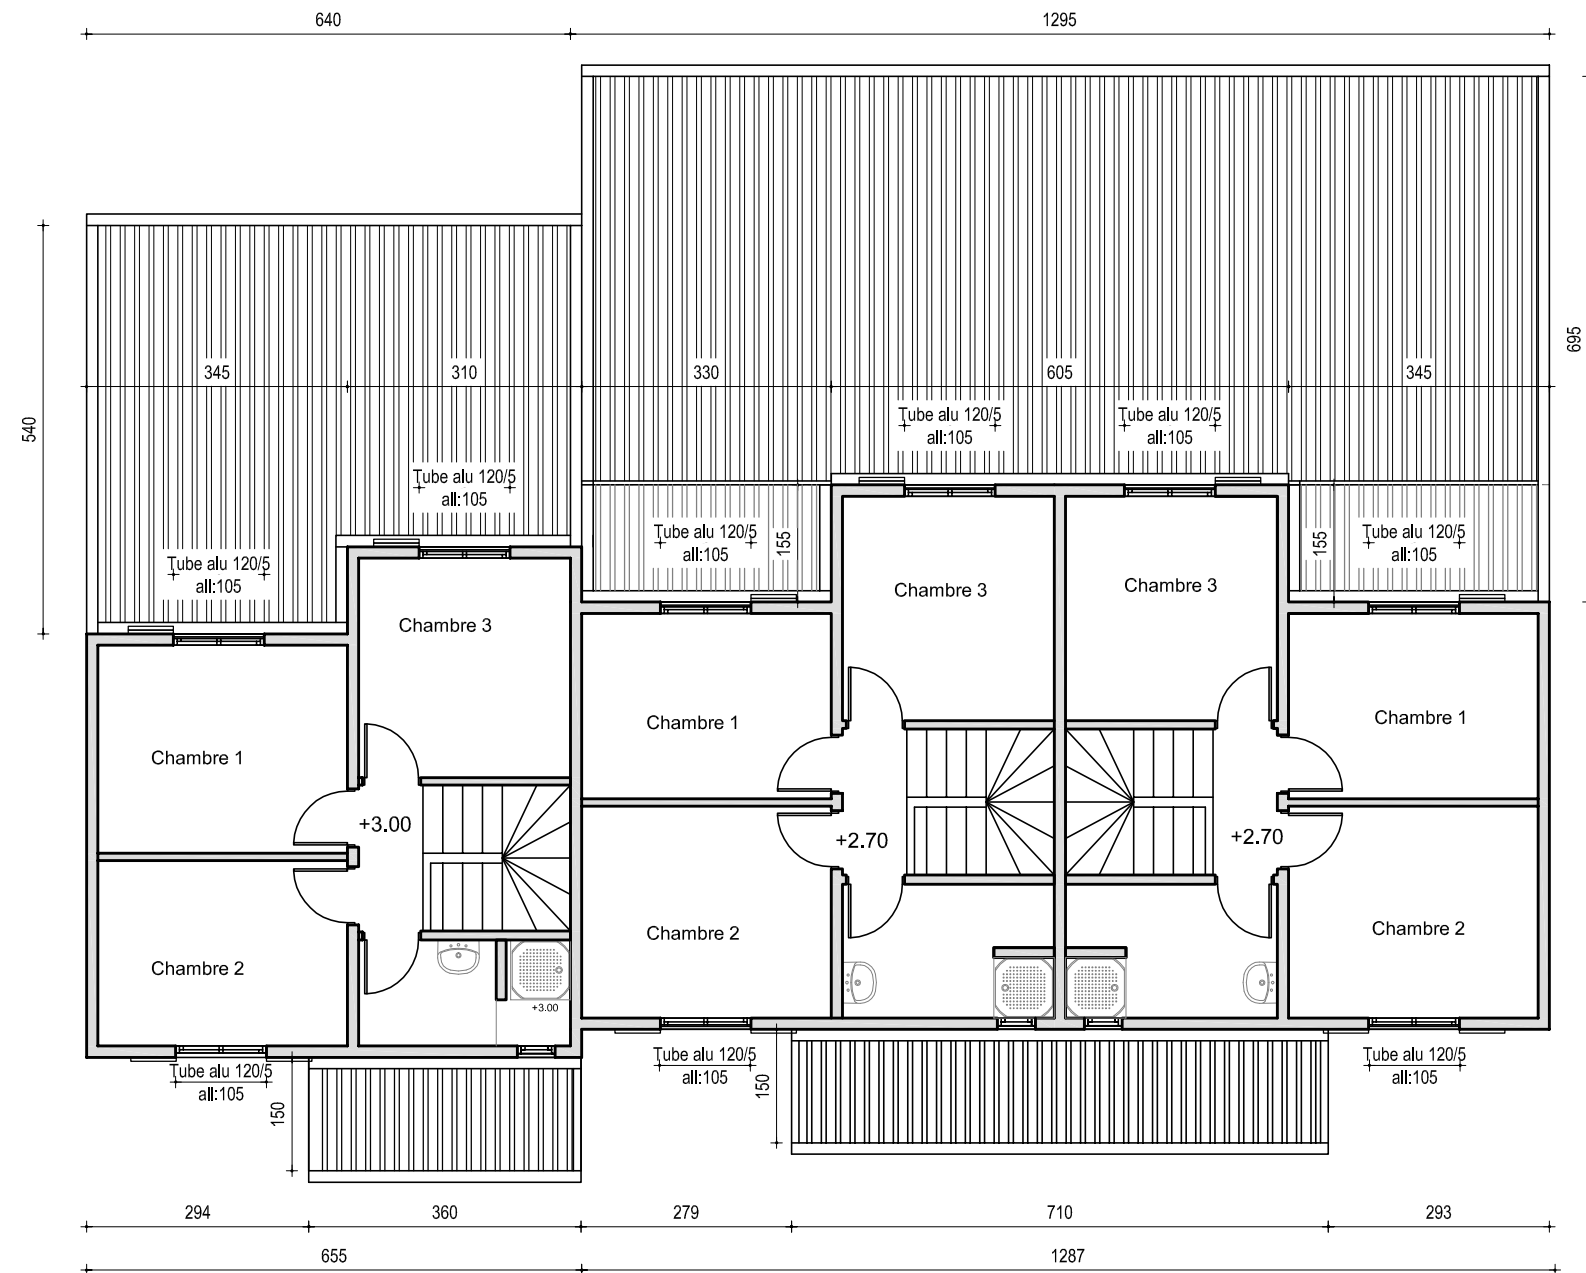 640
1295
695
540
345
310
330
605
345
Tube alu 120/5
all:105
Tube alu 120/5
all:105
Tube alu 120/5
all:105
Tube alu 120/5
all:105
155
155
Tube alu 120/5
all:105
Tube alu 120/5
all:105
Chambre 3
Chambre 3
Chambre 3
Chambre 1
Chambre 1
Chambre 1
+3.00
+2.70
+2.70
Chambre 2
Chambre 2
Chambre 2
+3.00
Tube alu 120/5
all:105
Tube alu 120/5
all:105
Tube alu 120/5
all:105
150
150
294
360
279
710
293
655
1287